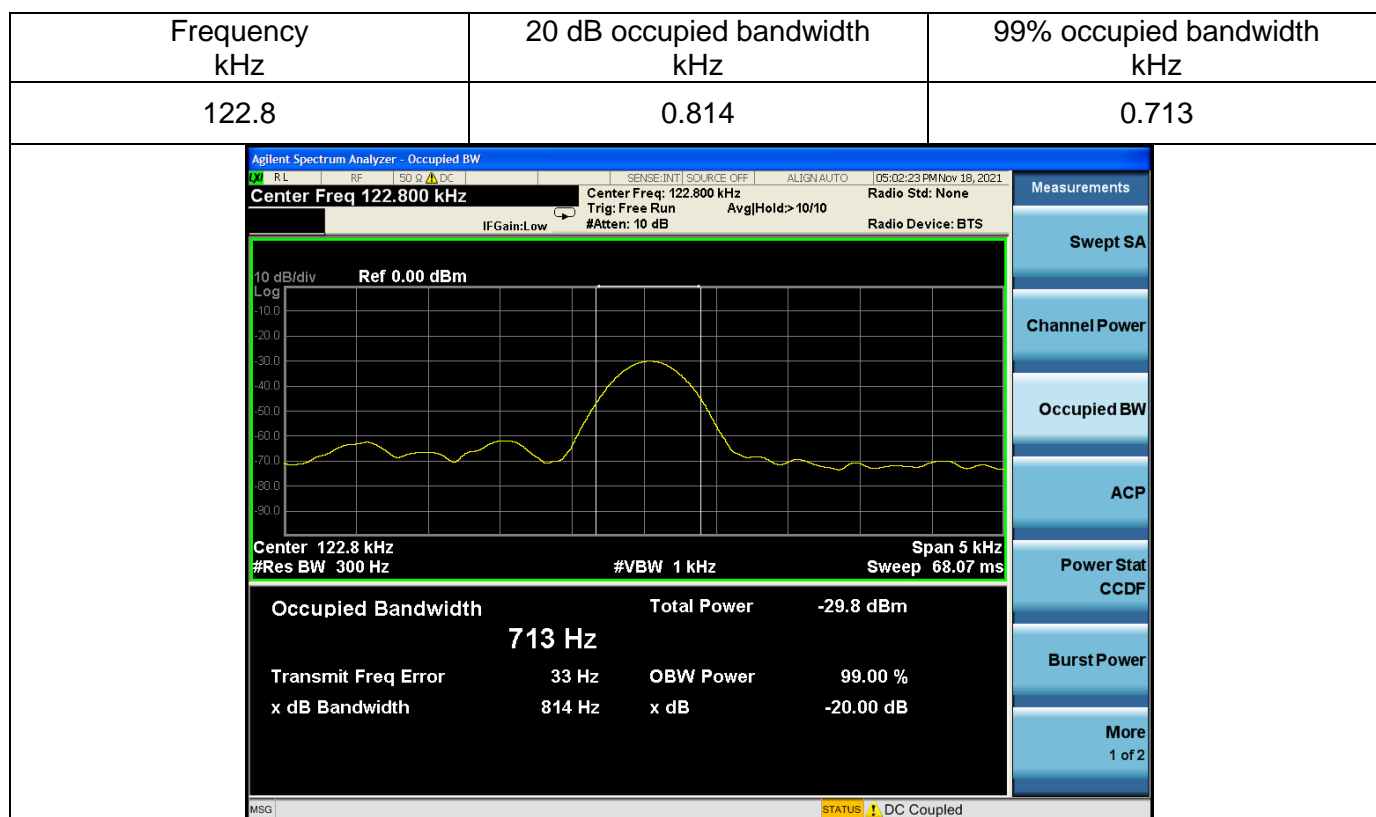 Frequency
kHz
20 dB occupied bandwidth
kHz
99% occupied bandwidth
kHz
122.8
0.814
0.713
Agilent Spectrum Analyzer - Occupied BW
LXI RL RF 50 Ω DC SENSE:INT SOURCE OFF ALIGN AUTO 05:02:23 PM Nov 18, 2021
Center Freq 122.800 kHz
Center Freq: 122.800 kHz
Radio Std: None
Trig: Free Run Avg|Hold:>10/10
IFGain:Low
#Atten: 10 dB
Radio Device: BTS
10 dB/div Ref 0.00 dBm
Log
-10.0
-20.0
-30.0
-40.0
-50.0
-60.0
-70.0
-80.0
-90.0
Center 122.8 kHz Span 5 kHz
#Res BW 300 Hz #VBW 1 kHz Sweep 68.07 ms
Occupied Bandwidth Total Power -29.8 dBm
713 Hz
Transmit Freq Error 33 Hz OBW Power 99.00 %
x dB Bandwidth 814 Hz x dB -20.00 dB
MSG STATUS DC Coupled
Measurements
Swept SA
Channel Power
Occupied BW
ACP
Power Stat
CCDF
Burst Power
More
1 of 2